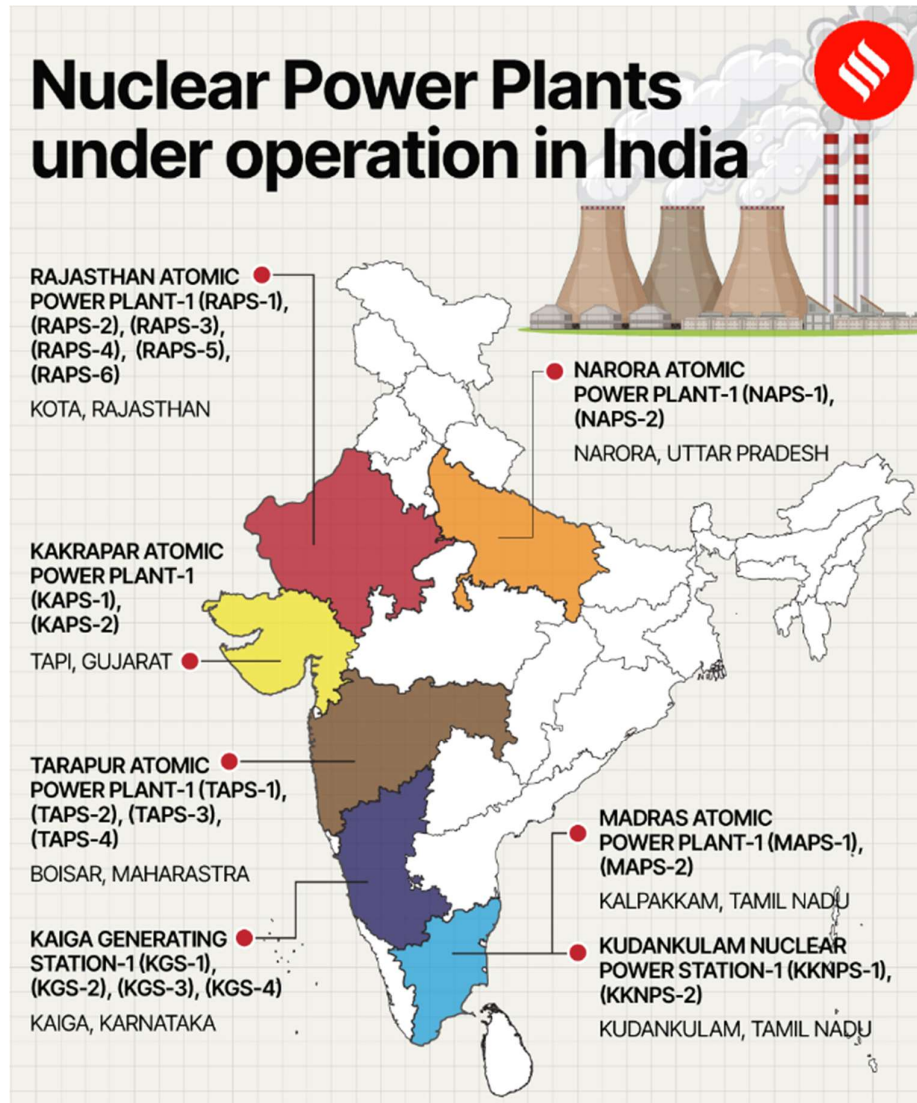 Nuclear Power Plants
under operation in India
RAJASTHAN ATOMIC
POWER PLANT-1 (RAPS-1),
(RAPS-2), (RAPS-3),
(RAPS-4), (RAPS-5),
(RAPS-6)
KOTA, RAJASTHAN
NARORA ATOMIC
POWER PLANT-1 (NAPS-1),
(NAPS-2)
NARORA, UTTAR PRADESH
KAKRAPAR ATOMIC
POWER PLANT-1
(KAPS-1),
(KAPS-2)
TAPI, GUJARAT
TARAPUR ATOMIC
POWER PLANT-1 (TAPS-1),
(TAPS-2), (TAPS-3),
(TAPS-4)
BOISAR, MAHARASTRA
MADRAS ATOMIC
POWER PLANT-1 (MAPS-1),
(MAPS-2)
KALPAKKAM, TAMIL NADU
KAIGA GENERATING
STATION-1 (KGS-1),
(KGS-2), (KGS-3), (KGS-4)
KAIGA, KARNATAKA
KUDANKULAM NUCLEAR
POWER STATION-1 (KKNPS-1),
(KKNPS-2)
KUDANKULAM, TAMIL NADU